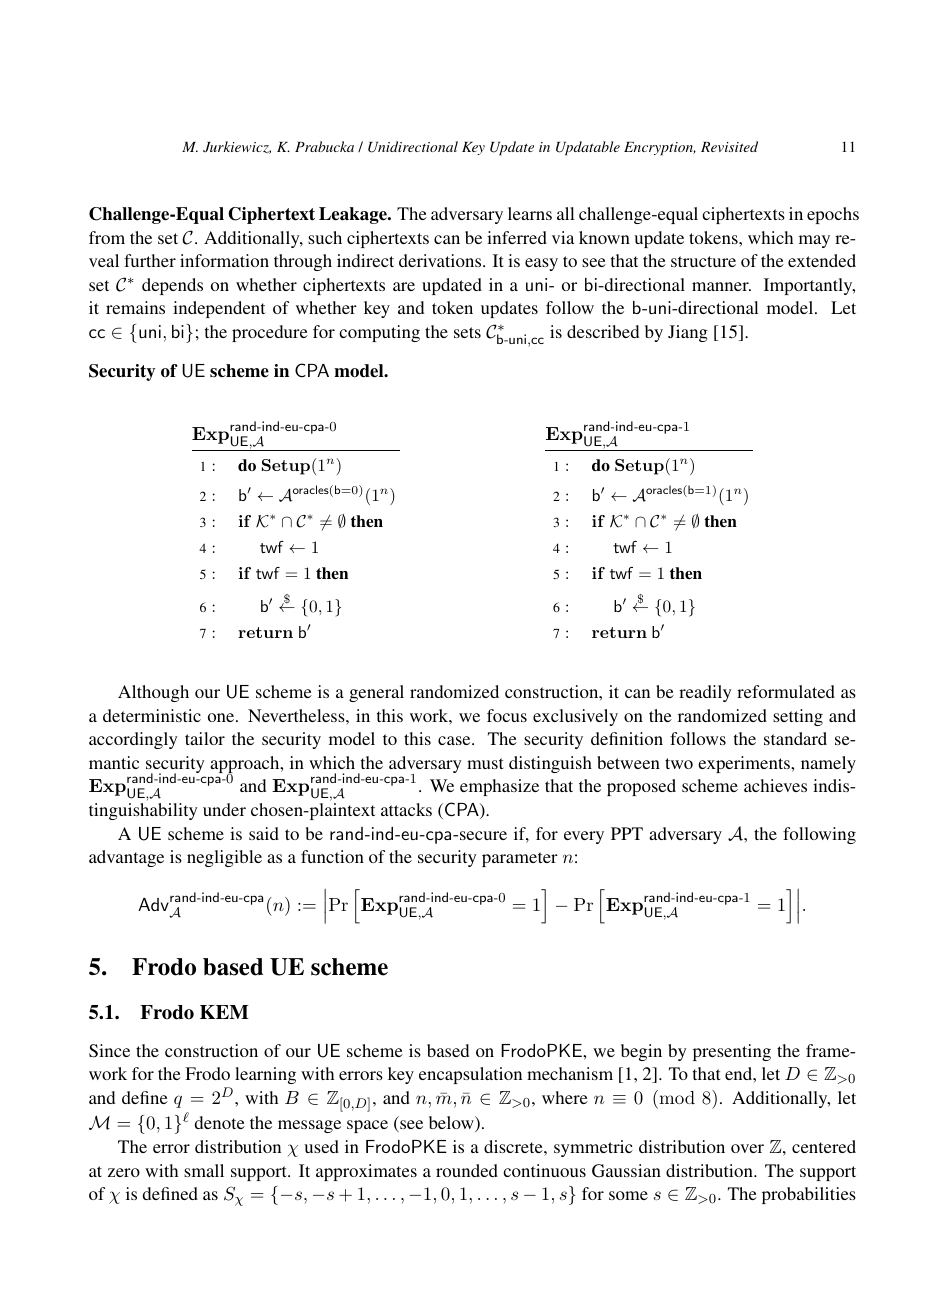 M. Jurkiewicz, K. Prabucka / Unidirectional Key Update in Updatable Encryption, Revisited 11
Challenge-Equal Ciphertext Leakage. The adversary learns all challenge-equal ciphertexts in epochs
from the set 𝒞. Additionally, such ciphertexts can be inferred via known update tokens, which may re-
veal further information through indirect derivations. It is easy to see that the structure of the extended
set 𝒞* depends on whether ciphertexts are updated in a uni- or bi-directional manner. Importantly,
it remains independent of whether key and token updates follow the b-uni-directional model. Let
cc ∈ {uni, bi}; the procedure for computing the sets 𝒞*_{b-uni,cc} is described by Jiang [15].
Security of UE scheme in CPA model.
Exp^{rand-ind-eu-cpa-0}_{UE,𝒜}
1 : do Setup(1^n)
2 : b′ ← 𝒜^{oracles(b=0)}(1^n)
3 : if 𝒦* ∩ 𝒞* ≠ ∅ then
4 : twf ← 1
5 : if twf = 1 then
6 : b′ ←$ {0, 1}
7 : return b′
Exp^{rand-ind-eu-cpa-1}_{UE,𝒜}
1 : do Setup(1^n)
2 : b′ ← 𝒜^{oracles(b=1)}(1^n)
3 : if 𝒦* ∩ 𝒞* ≠ ∅ then
4 : twf ← 1
5 : if twf = 1 then
6 : b′ ←$ {0, 1}
7 : return b′
Although our UE scheme is a general randomized construction, it can be readily reformulated as
a deterministic one. Nevertheless, in this work, we focus exclusively on the randomized setting and
accordingly tailor the security model to this case. The security definition follows the standard se-
mantic security approach, in which the adversary must distinguish between two experiments, namely
Exp^{rand-ind-eu-cpa-0}_{UE,𝒜} and Exp^{rand-ind-eu-cpa-1}_{UE,𝒜}. We emphasize that the proposed scheme achieves indis-
tinguishability under chosen-plaintext attacks (CPA).
A UE scheme is said to be rand-ind-eu-cpa-secure if, for every PPT adversary 𝒜, the following
advantage is negligible as a function of the security parameter n:
Adv^{rand-ind-eu-cpa}_𝒜(n) := |Pr [Exp^{rand-ind-eu-cpa-0}_{UE,𝒜} = 1] − Pr [Exp^{rand-ind-eu-cpa-1}_{UE,𝒜} = 1]|.
5. Frodo based UE scheme
5.1. Frodo KEM
Since the construction of our UE scheme is based on FrodoPKE, we begin by presenting the frame-
work for the Frodo learning with errors key encapsulation mechanism [1, 2]. To that end, let D ∈ ℤ_{>0}
and define q = 2^D, with B ∈ ℤ_{[0,D]}, and n, m̄, n̄ ∈ ℤ_{>0}, where n ≡ 0 (mod 8). Additionally, let
ℳ = {0, 1}^ℓ denote the message space (see below).
The error distribution χ used in FrodoPKE is a discrete, symmetric distribution over ℤ, centered
at zero with small support. It approximates a rounded continuous Gaussian distribution. The support
of χ is defined as S_χ = {−s, −s + 1, . . . , −1, 0, 1, . . . , s − 1, s} for some s ∈ ℤ_{>0}. The probabilities